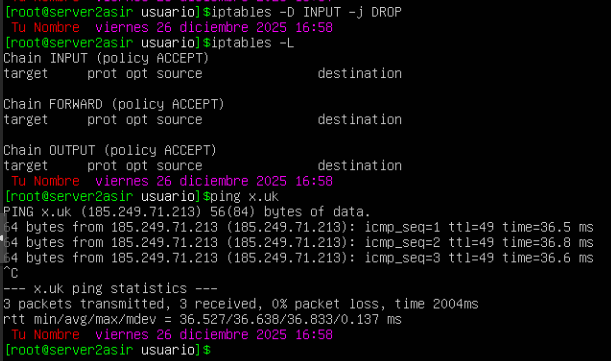 [root@server2asir usuario]$iptables -D INPUT -j DROP
Tu Nombre  viernes 26 diciembre 2025 16:58
[root@server2asir usuario]$iptables -L
Chain INPUT (policy ACCEPT)
target     prot opt source               destination
Chain FORWARD (policy ACCEPT)
target     prot opt source               destination
Chain OUTPUT (policy ACCEPT)
target     prot opt source               destination
Tu Nombre  viernes 26 diciembre 2025 16:58
[root@server2asir usuario]$ping x.uk
PING x.uk (185.249.71.213) 56(84) bytes of data.
64 bytes from 185.249.71.213 (185.249.71.213): icmp_seq=1 ttl=49 time=36.5 ms
64 bytes from 185.249.71.213 (185.249.71.213): icmp_seq=2 ttl=49 time=36.8 ms
64 bytes from 185.249.71.213 (185.249.71.213): icmp_seq=3 ttl=49 time=36.6 ms
^C
--- x.uk ping statistics ---
3 packets transmitted, 3 received, 0% packet loss, time 2004ms
rtt min/avg/max/mdev = 36.527/36.638/36.833/0.137 ms
Tu Nombre  viernes 26 diciembre 2025 16:58
[root@server2asir usuario]$